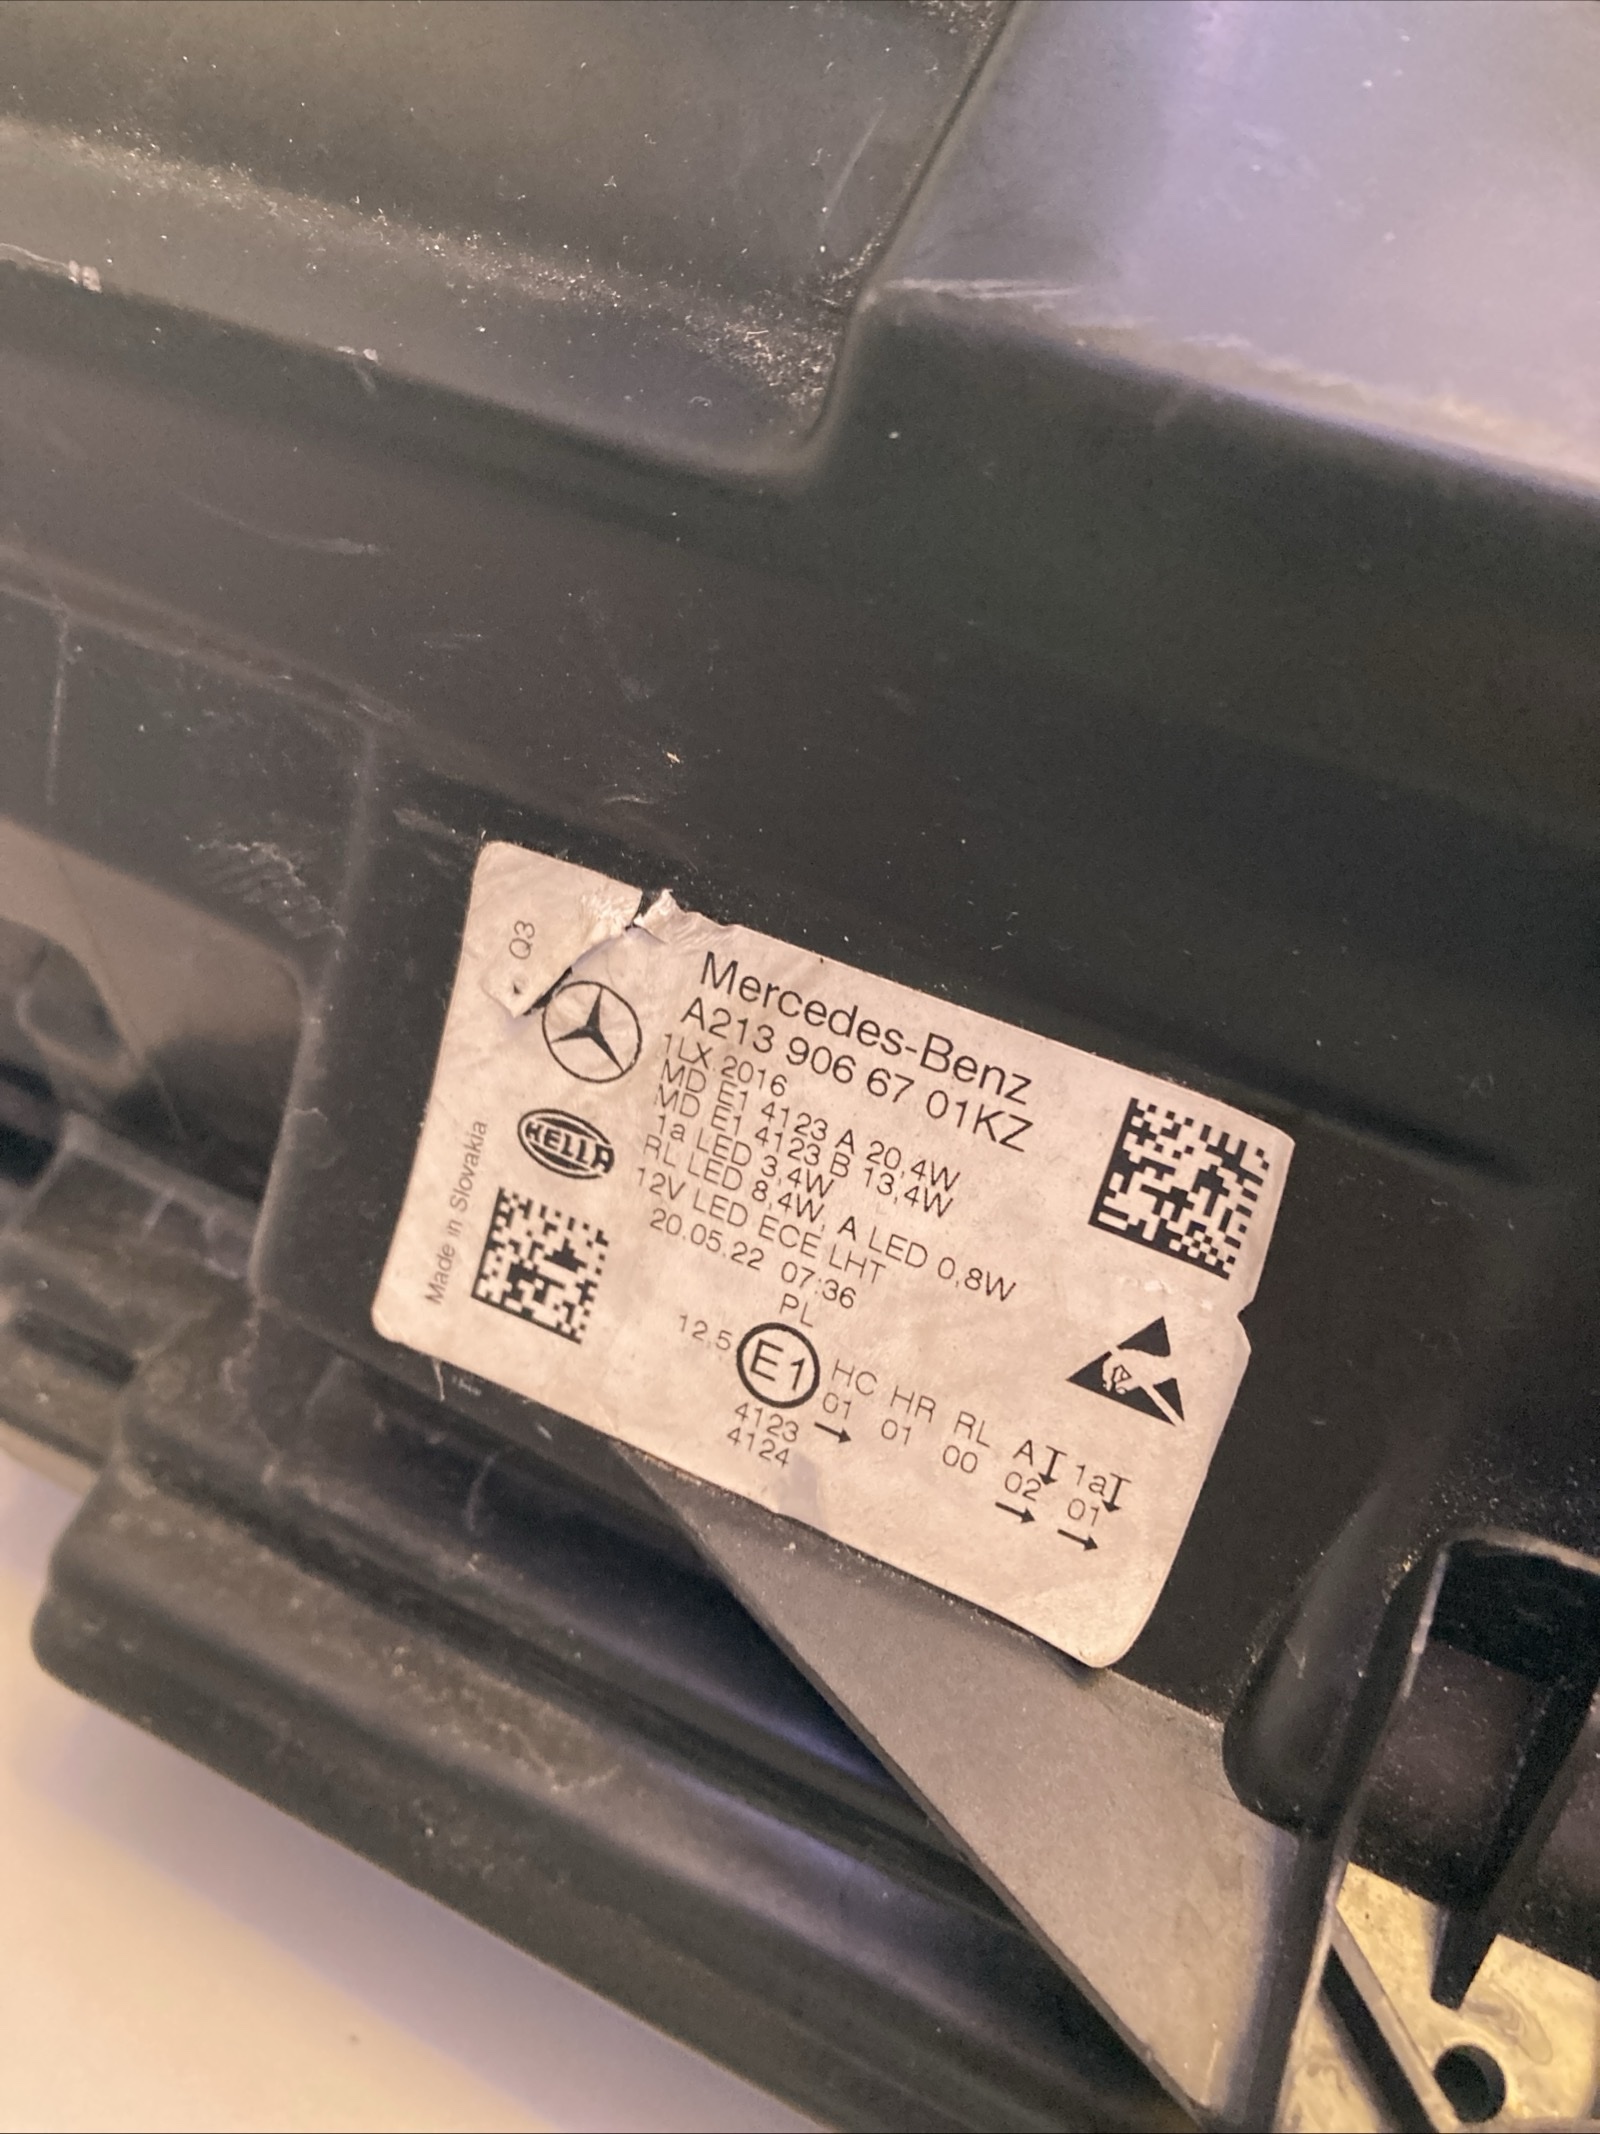 Q3
Mercedes-Benz
A213 906 67 01KZ
1LX 2016
MD E1 4123 A 20,4W
MD E1 4123 B 13,4W
1a LED 3,4W
RL LED 8,4W, A LED 0,8W
12V LED ECE LHT
20.05.22 07:36
HELLA
Made in Slovakia
PL
12,5 E1 HC HR RL A 1a
01 01 00 02 01
4123
4124